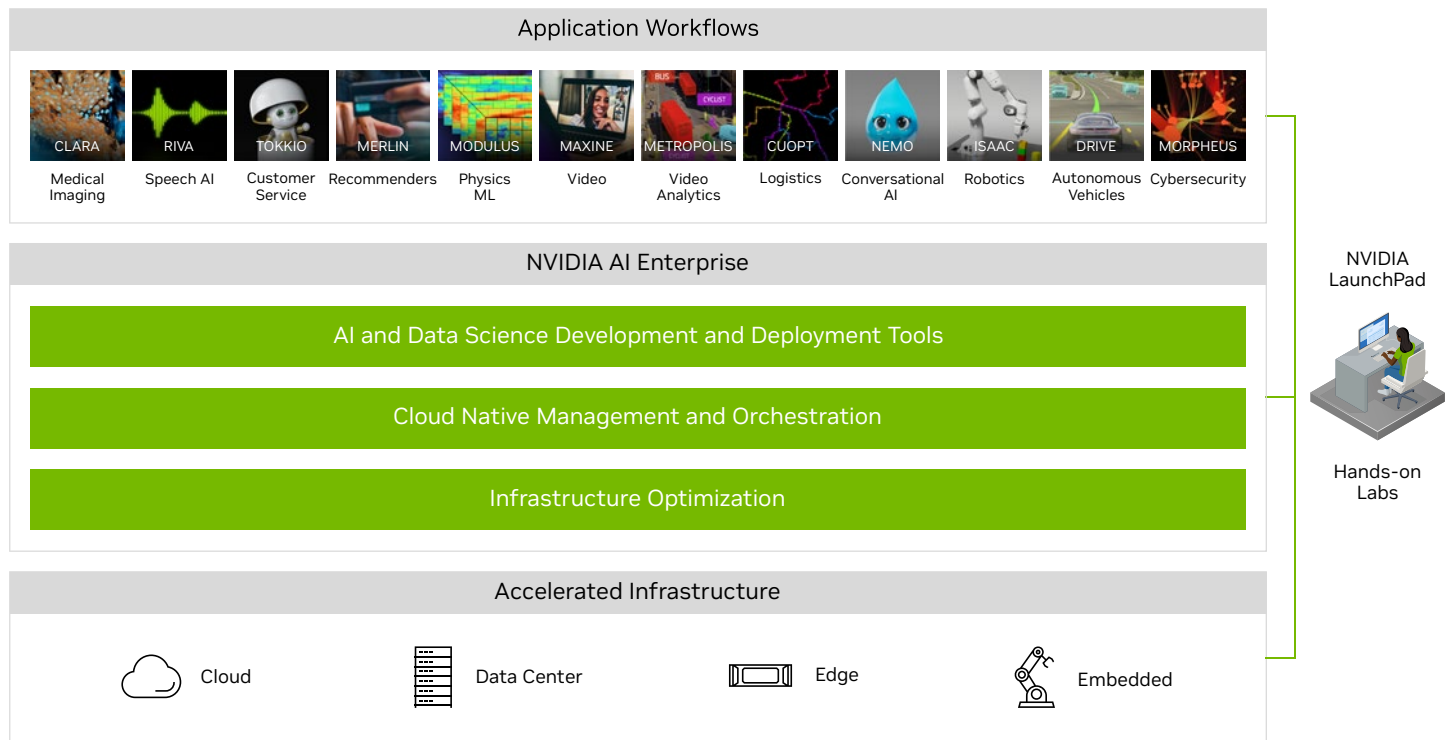 Application Workflows
BUS
CYCLIST
CLARA
RIVA
TOKKIO
MERLIN
MODULUS
MAXINE
METROPOLIS
CUOPT
NEMO
ISAAC
DRIVE
MORPHEUS
Medical
Imaging
Speech AI
Customer
Service
Recommenders
Physics
ML
Video
Video
Analytics
Logistics
Conversational
AI
Robotics
Autonomous
Vehicles
Cybersecurity
NVIDIA AI Enterprise
AI and Data Science Development and Deployment Tools
Cloud Native Management and Orchestration
Infrastructure Optimization
Accelerated Infrastructure
Cloud
Data Center
Edge
Embedded
NVIDIA
LaunchPad
Hands-on
Labs